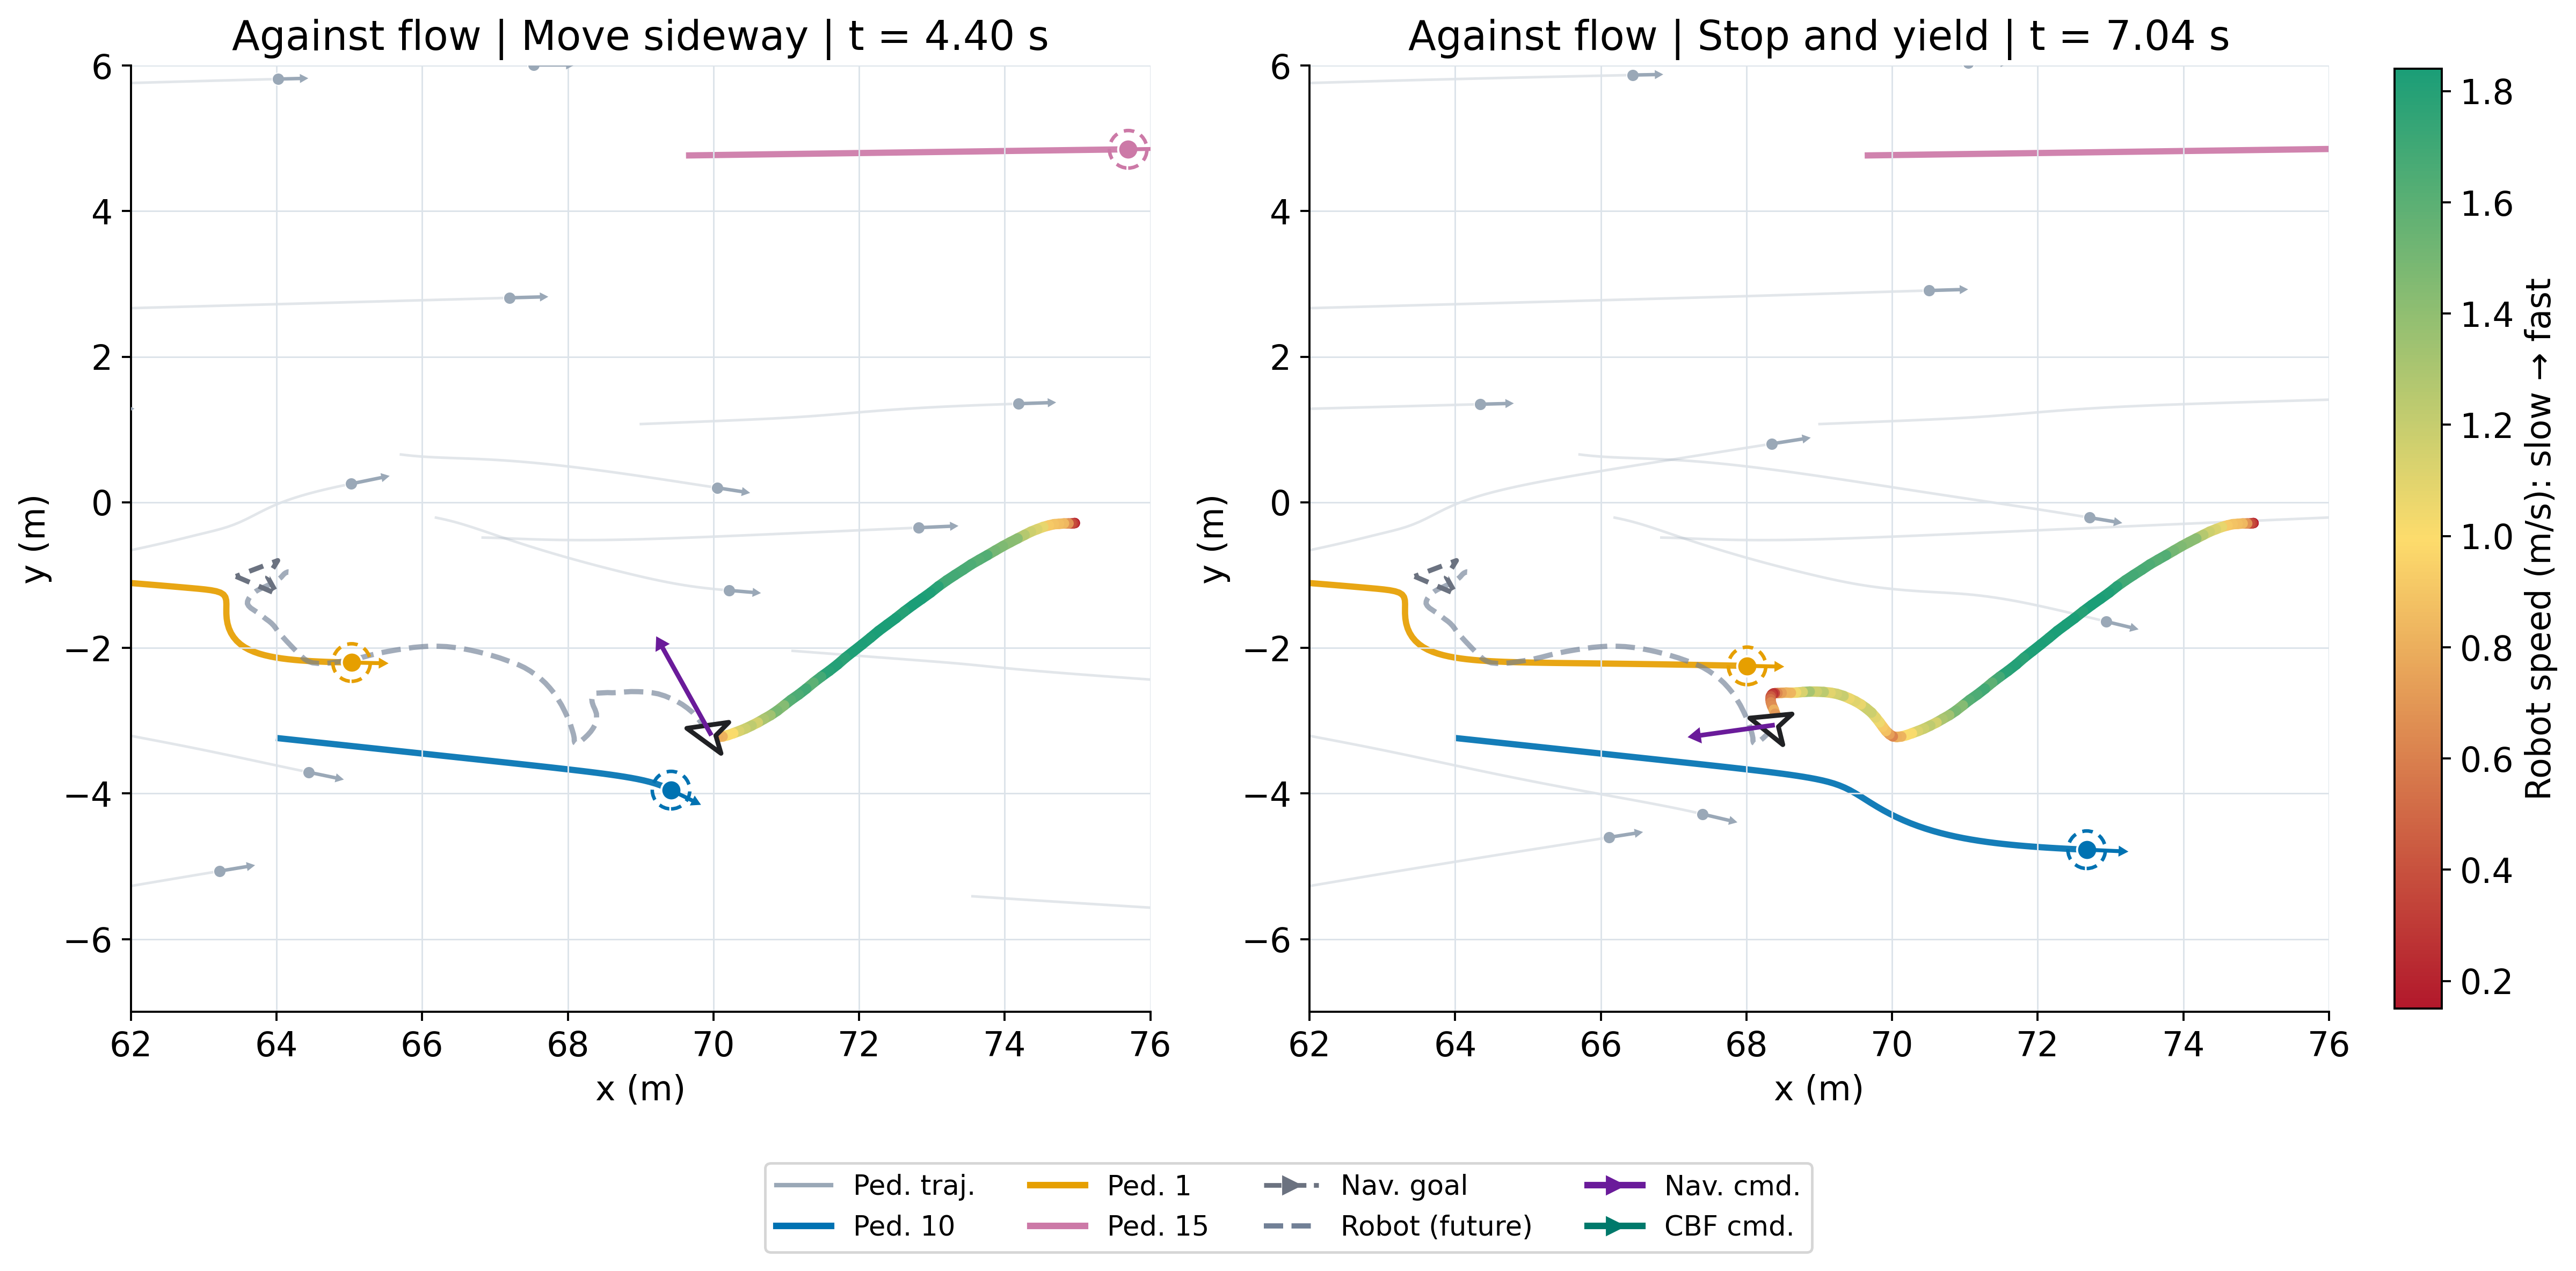 Against flow | Move sideway | t = 4.40 s
Against flow | Stop and yield | t = 7.04 s
6
4
2
0
−2
−4
−6
y (m)
62 64 66 68 70 72 74 76
x (m)
6
4
2
0
−2
−4
−6
y (m)
62 64 66 68 70 72 74 76
x (m)
1.8
1.6
1.4
1.2
1.0
0.8
0.6
0.4
0.2
Robot speed (m/s): slow → fast
Ped. traj. Ped. 1 Nav. goal Nav. cmd.
Ped. 10 Ped. 15 Robot (future) CBF cmd.